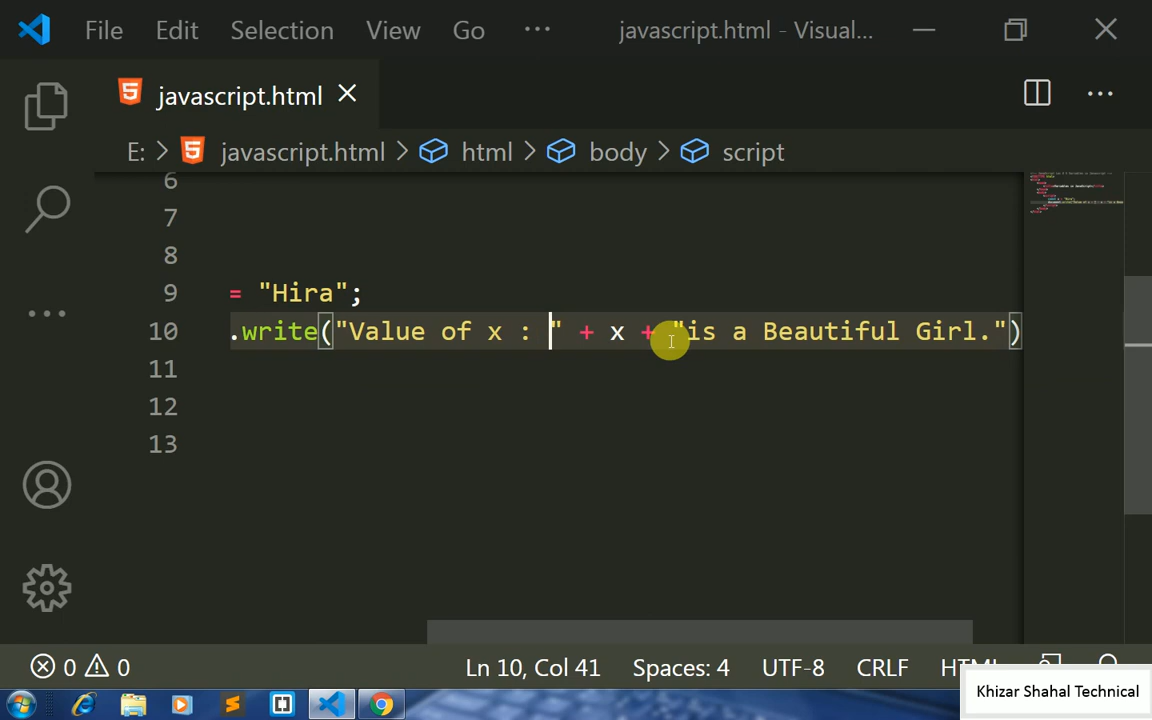 File Edit Selection View Go ··· javascript.html - Visual...
javascript.html
E: > javascript.html > html > body > script
6
7
8
9 = "Hira";
10 .write("Value of x : " + x + "is a Beautiful Girl.")
11
12
13
0 0 Ln 10, Col 41 Spaces: 4 UTF-8 CRLF HTML
Khizar Shahal Technical